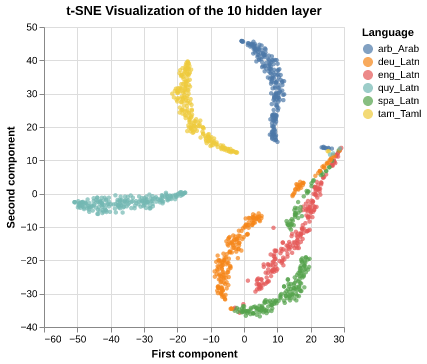 t-SNE Visualization of the 10 hidden layer
Language
arb_Arab
deu_Latn
eng_Latn
quy_Latn
spa_Latn
tam_Taml
50
40
30
20
10
0
−10
−20
−30
−40
Second component
−60 −50 −40 −30 −20 −10 0 10 20 30
First component